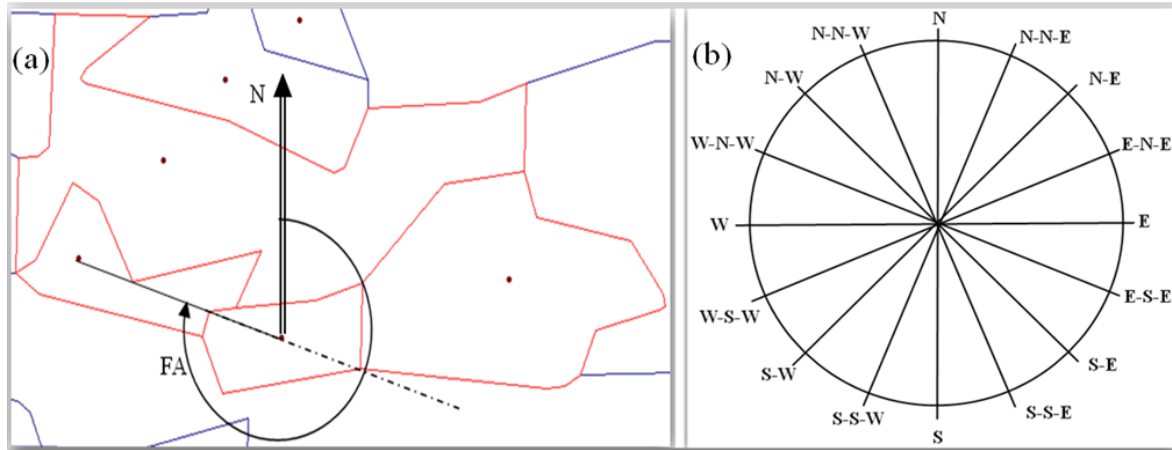 (a)
N
FA
(b)
N
N-N-W
N-N-E
N-W
N-E
W-N-W
E-N-E
W
E
W-S-W
E-S-E
S-W
S-E
S-S-W
S-S-E
S